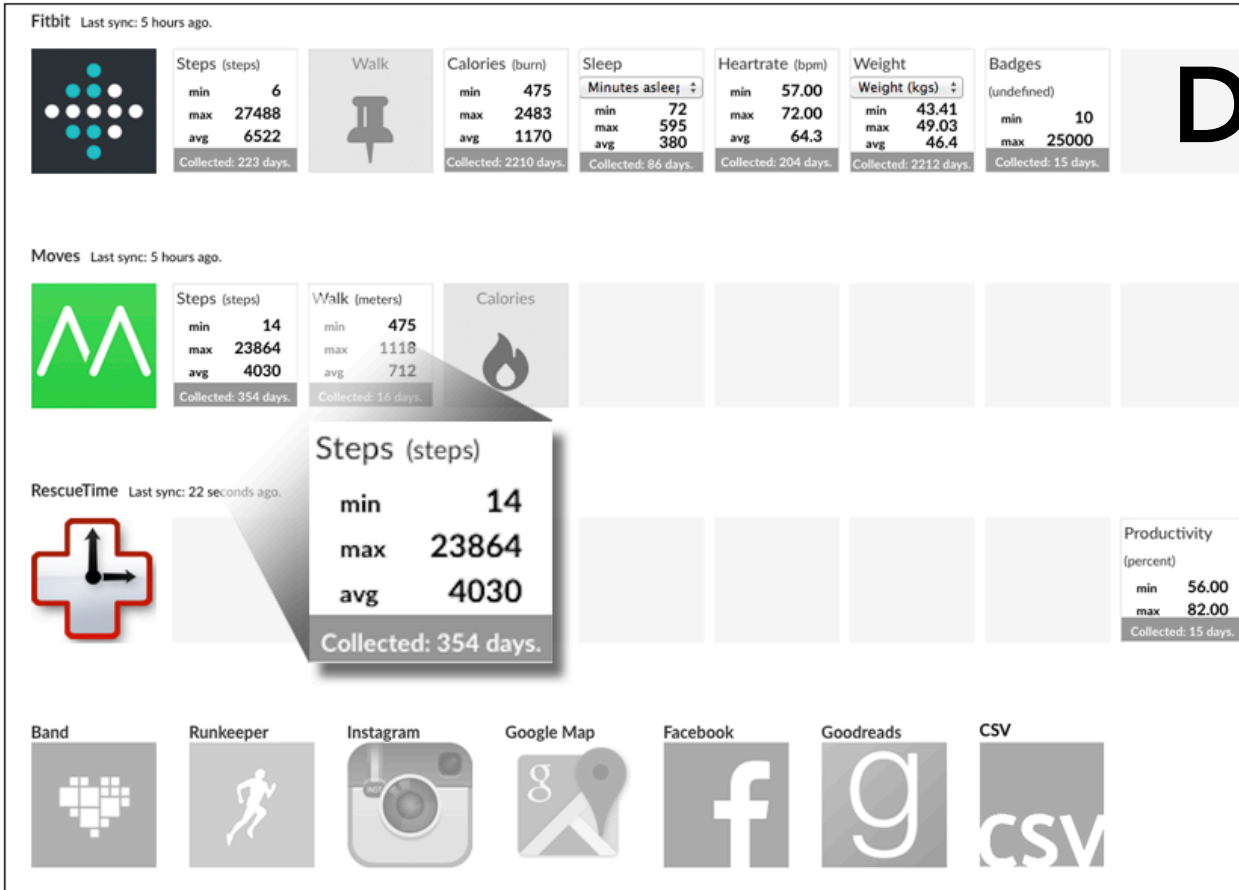 Fitbit Last sync: 5 hours ago.
D
Steps (steps)
min 6
max 27488
avg 6522
Collected: 223 days.
Walk
Calories (burn)
min 475
max 2483
avg 1170
Collected: 2210 days.
Sleep
Minutes asleep
min 72
max 595
avg 380
Collected: 86 days.
Heartrate (bpm)
min 57.00
max 72.00
avg 64.3
Collected: 204 days.
Weight
Weight (kgs)
min 43.41
max 49.03
avg 46.4
Collected: 2212 days.
Badges
(undefined)
min 10
max 25000
Collected: 15 days.
Moves Last sync: 5 hours ago.
Steps (steps)
min 14
max 23864
avg 4030
Collected: 354 days.
Walk (meters)
min 475
max 1118
avg 712
Collected: 16 days.
Calories
Steps (steps)
min 14
max 23864
avg 4030
Collected: 354 days.
RescueTime Last sync: 22 seconds ago.
Productivity
(percent)
min 56.00
max 82.00
Collected: 15 days.
Band
Runkeeper
Instagram
INST
Google Map
g
Facebook
f
Goodreads
g
CSV
CSV